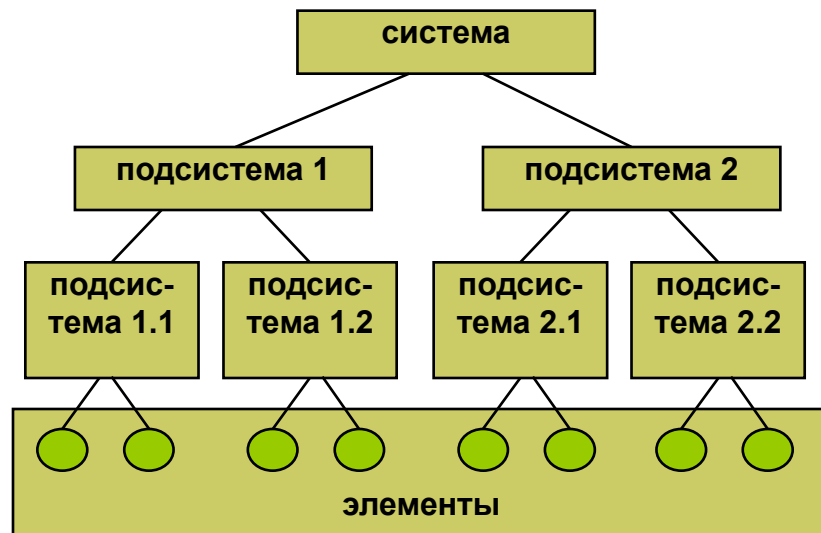 система
подсистема 1
подсистема 2
подсис-
тема 1.1
подсис-
тема 1.2
подсис-
тема 2.1
подсис-
тема 2.2
элементы